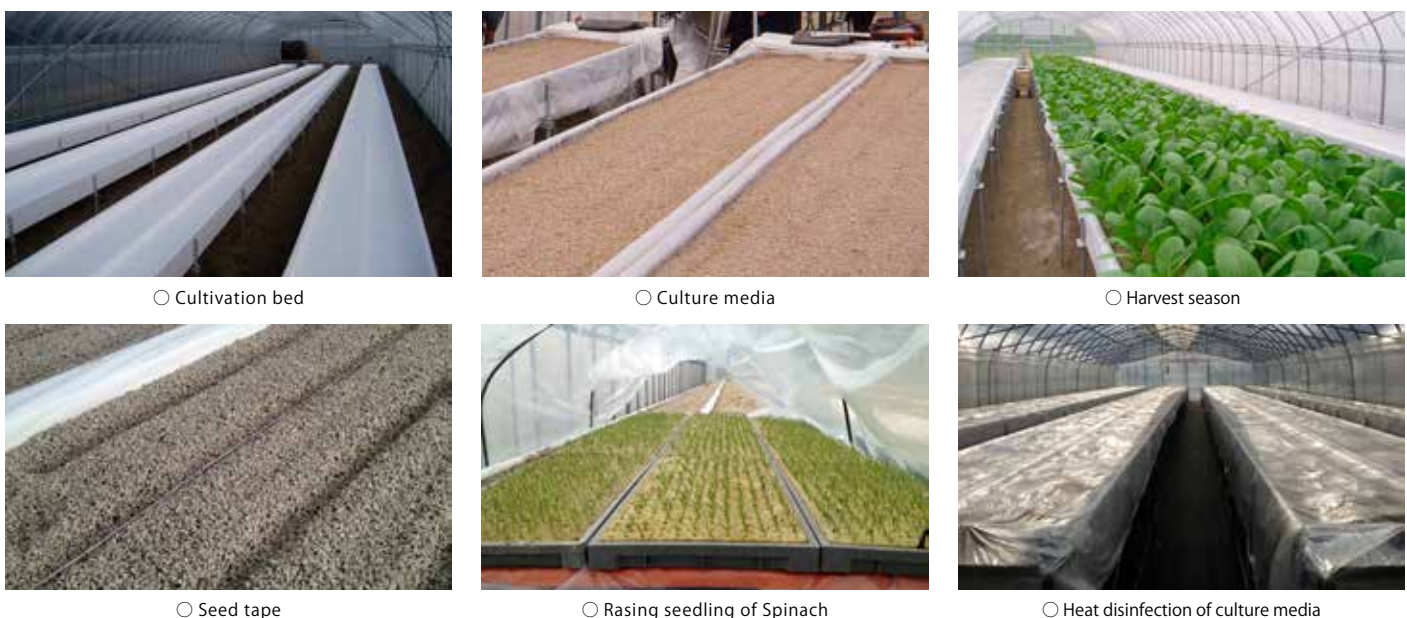 ○ Cultivation bed
○ Culture media
○ Harvest season
○ Seed tape
○ Rasing seedling of Spinach
○ Heat disinfection of culture media